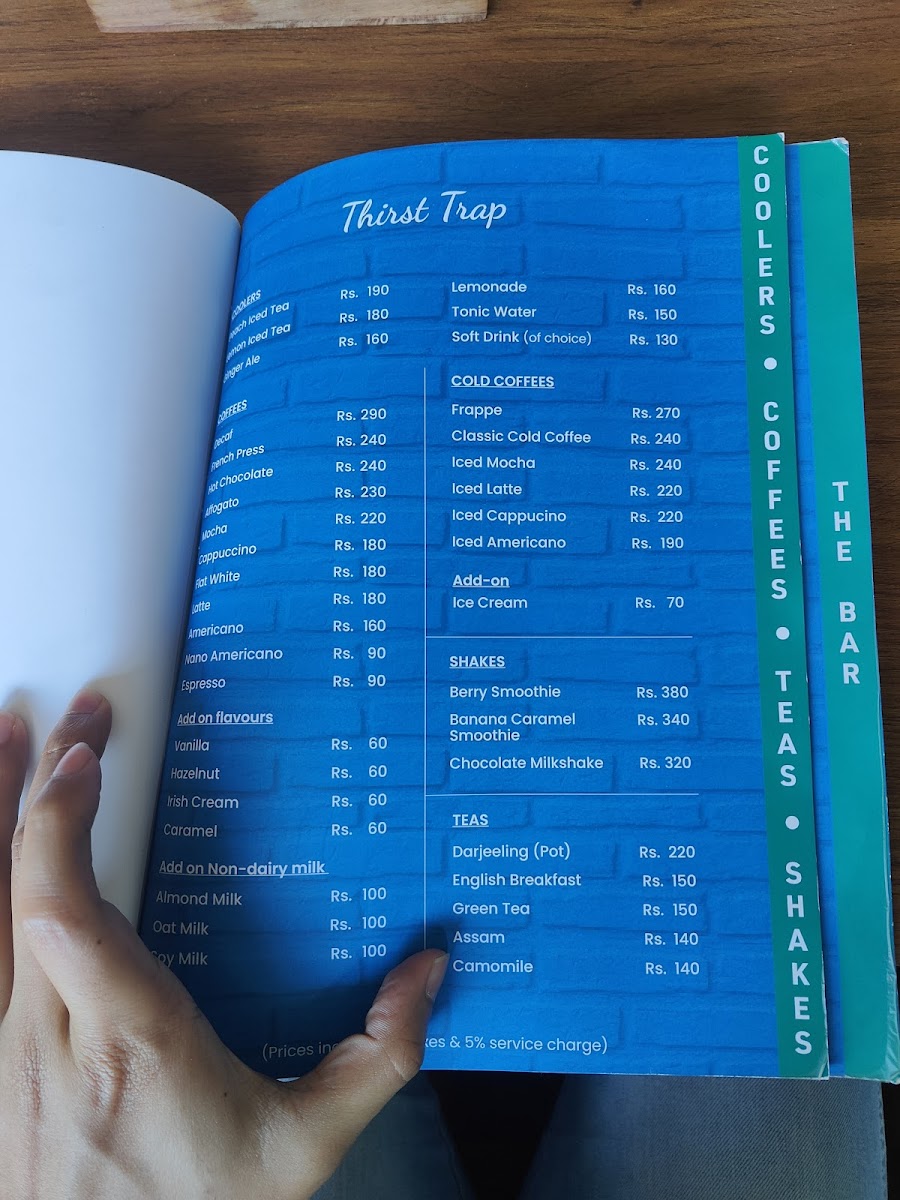 Thirst Trap
COOLERS
Peach Iced Tea Rs. 190
Lemon Iced Tea Rs. 180
Ginger Ale Rs. 160
COFFEES
Decaf Rs. 290
French Press Rs. 240
Hot Chocolate Rs. 240
Affogato Rs. 230
Mocha Rs. 220
Cappuccino Rs. 180
Flat White Rs. 180
Latte Rs. 180
Americano Rs. 160
Nano Americano Rs. 90
Espresso Rs. 90
Add on flavours
Vanilla Rs. 60
Hazelnut Rs. 60
Irish Cream Rs. 60
Caramel Rs. 60
Add on Non-dairy milk
Almond Milk Rs. 100
Oat Milk Rs. 100
Soy Milk Rs. 100
Lemonade Rs. 160
Tonic Water Rs. 150
Soft Drink (of choice) Rs. 130
COLD COFFEES
Frappe Rs. 270
Classic Cold Coffee Rs. 240
Iced Mocha Rs. 240
Iced Latte Rs. 220
Iced Cappucino Rs. 220
Iced Americano Rs. 190
Add-on
Ice Cream Rs. 70
SHAKES
Berry Smoothie Rs. 380
Banana Caramel Rs. 340
Smoothie
Chocolate Milkshake Rs. 320
TEAS
Darjeeling (Pot) Rs. 220
English Breakfast Rs. 150
Green Tea Rs. 150
Assam Rs. 140
Camomile Rs. 140
(Prices & 5% service charge)
COOLERS • COFFEES • TEAS • SHAKES
THE BAR